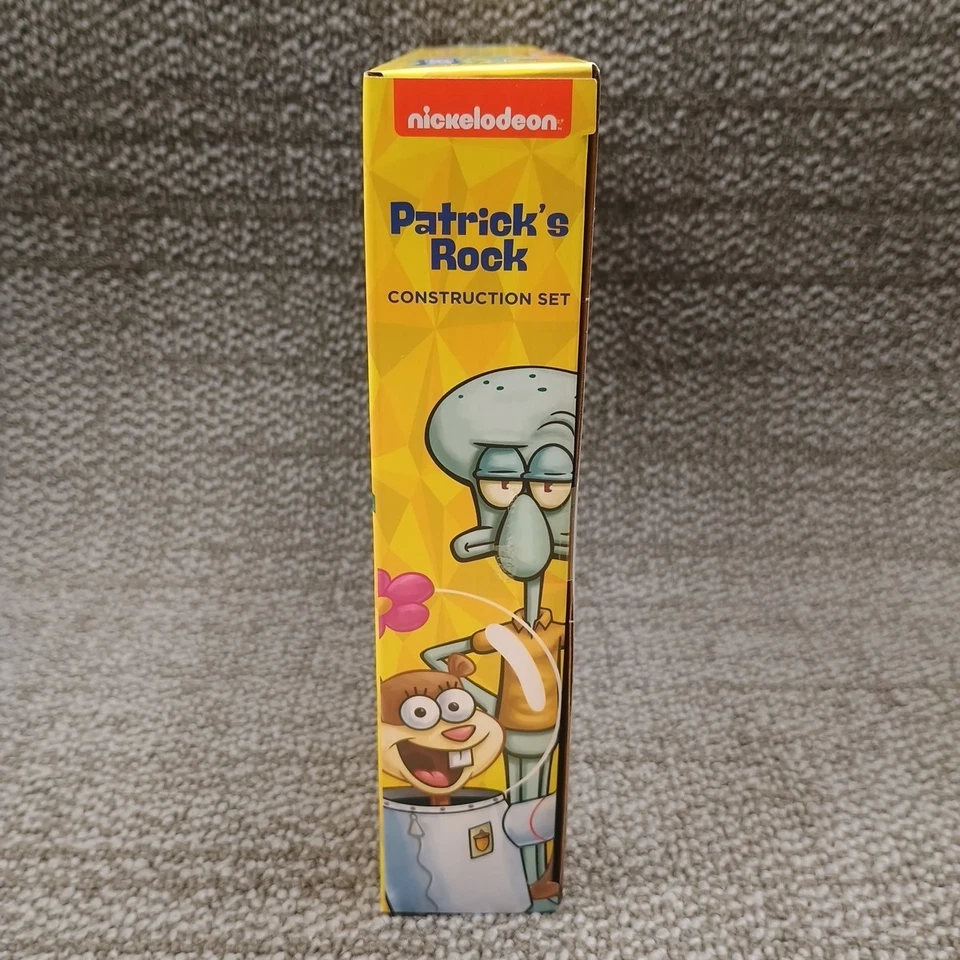 nickelodeon
Patrick's
Rock
CONSTRUCTION SET